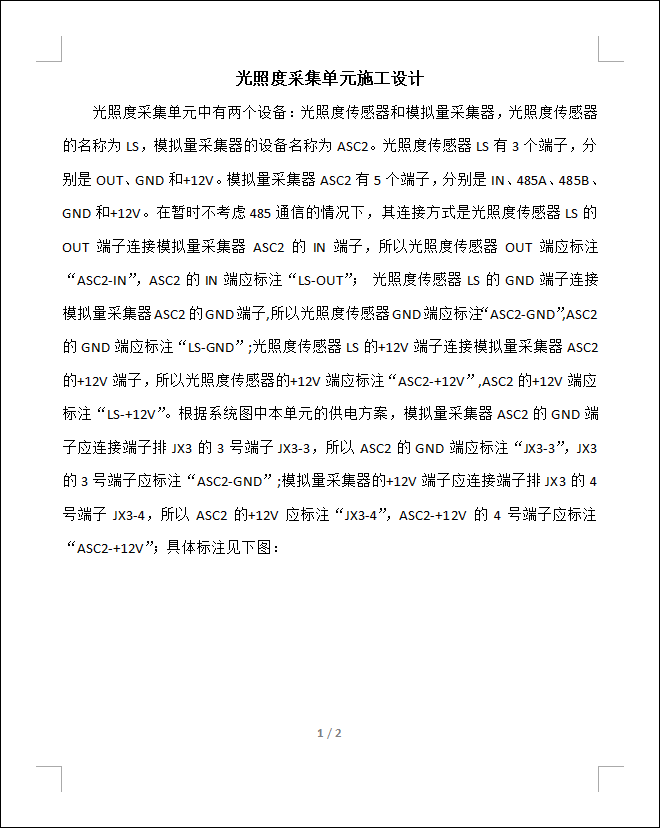 光照度采集单元施工设计
光照度采集单元中有两个设备：光照度传感器和模拟量采集器，光照度传感器
的名称为 LS，模拟量采集器的设备名称为 ASC2。光照度传感器 LS 有 3 个端子，分
别是 OUT、GND 和+12V。模拟量采集器 ASC2 有 5 个端子，分别是 IN、485A、485B、
GND 和+12V。在暂时不考虑 485 通信的情况下，其连接方式是光照度传感器 LS 的
OUT 端子连接模拟量采集器 ASC2 的 IN 端子，所以光照度传感器 OUT 端应标注
“ASC2-IN”，ASC2 的 IN 端应标注“LS-OUT”； 光照度传感器 LS 的 GND 端子连接
模拟量采集器 ASC2 的 GND 端子,所以光照度传感器 GND 端应标注“ASC2-GND”,ASC2
的 GND 端应标注“LS-GND”;光照度传感器 LS 的+12V 端子连接模拟量采集器 ASC2
的+12V 端子，所以光照度传感器的+12V 端应标注“ASC2-+12V”,ASC2 的+12V 端应
标注“LS-+12V”。根据系统图中本单元的供电方案，模拟量采集器 ASC2 的 GND 端
子应连接端子排 JX3 的 3 号端子 JX3-3，所以 ASC2 的 GND 端应标注“JX3-3”，JX3
的 3 号端子应标注“ASC2-GND”;模拟量采集器的+12V 端子应连接端子排 JX3 的 4
号端子 JX3-4，所以 ASC2 的+12V 应标注“JX3-4”，ASC2-+12V 的 4 号端子应标注
“ASC2-+12V”；具体标注见下图：
1 / 2